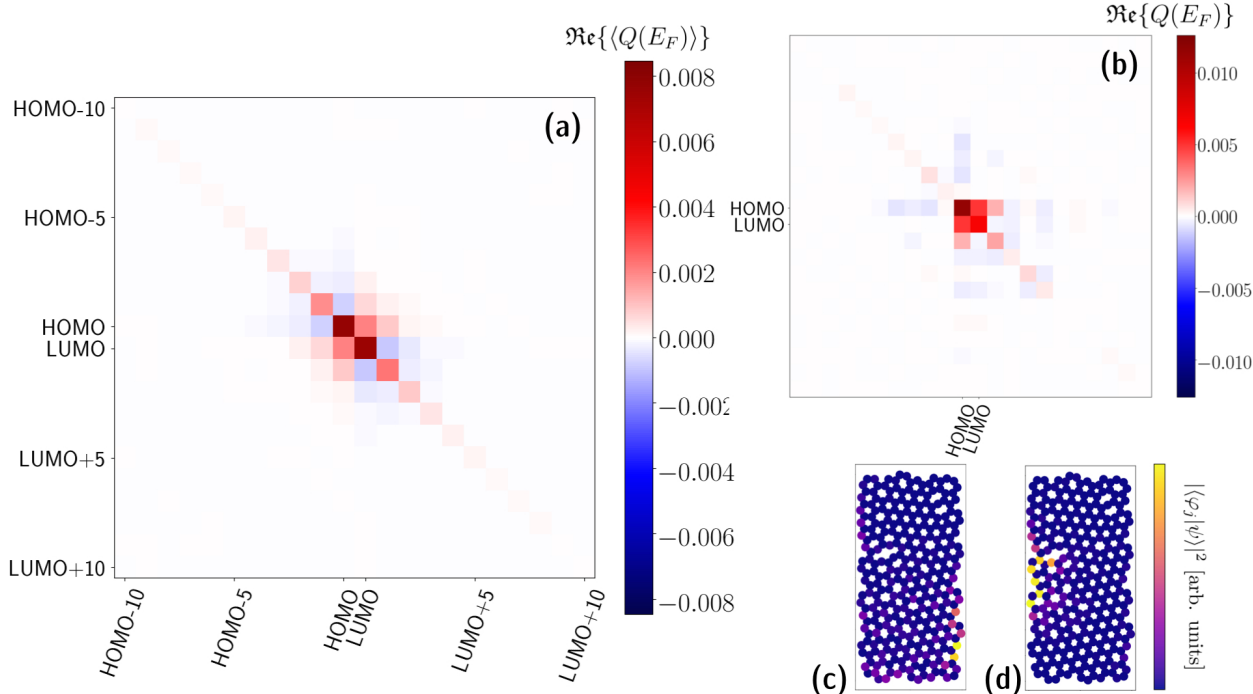 𝕽𝖊{⟨Q(E_F)⟩}
(a)
HOMO-10
HOMO-5
HOMO
LUMO
LUMO+5
LUMO+10
HOMO-10
HOMO-5
HOMO
LUMO
LUMO+5
LUMO+10
0.008
0.006
0.004
0.002
0.000
−0.002
−0.004
−0.006
−0.008
𝕽𝖊{Q(E_F)}
(b)
HOMO
LUMO
HOMO
LUMO
0.010
0.005
0.000
−0.005
−0.010
(c)
(d)
|⟨φ_j|ψ⟩|² [arb. units]